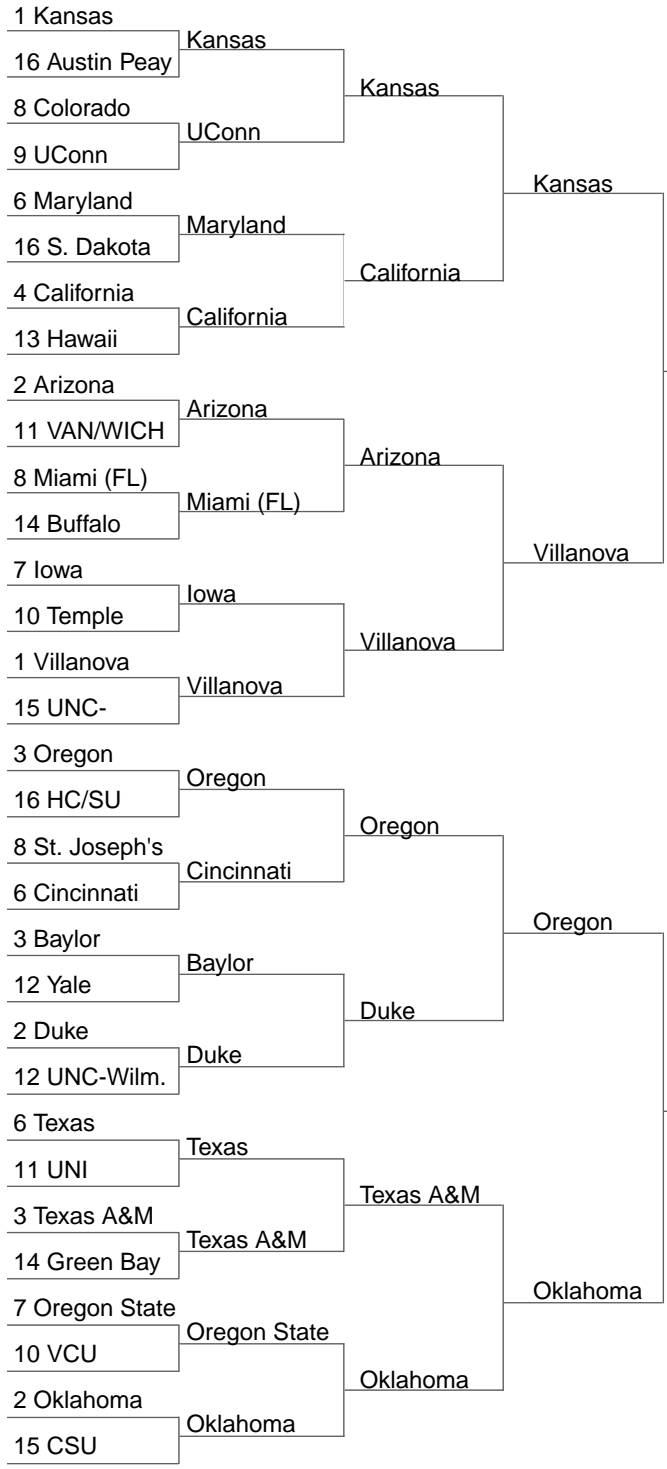 1 Kansas
16 Austin Peay
8 Colorado
9 UConn
6 Maryland
16 S. Dakota
4 California
13 Hawaii
2 Arizona
11 VAN/WICH
8 Miami (FL)
14 Buffalo
7 Iowa
10 Temple
1 Villanova
15 UNC-
3 Oregon
16 HC/SU
8 St. Joseph's
6 Cincinnati
3 Baylor
12 Yale
2 Duke
12 UNC-Wilm.
6 Texas
11 UNI
3 Texas A&M
14 Green Bay
7 Oregon State
10 VCU
2 Oklahoma
15 CSU
Kansas
UConn
Maryland
California
Arizona
Miami (FL)
Iowa
Villanova
Oregon
Cincinnati
Baylor
Duke
Texas
Texas A&M
Oregon State
Oklahoma
Kansas
California
Arizona
Villanova
Oregon
Duke
Texas A&M
Oklahoma
Kansas
Villanova
Oregon
Oklahoma